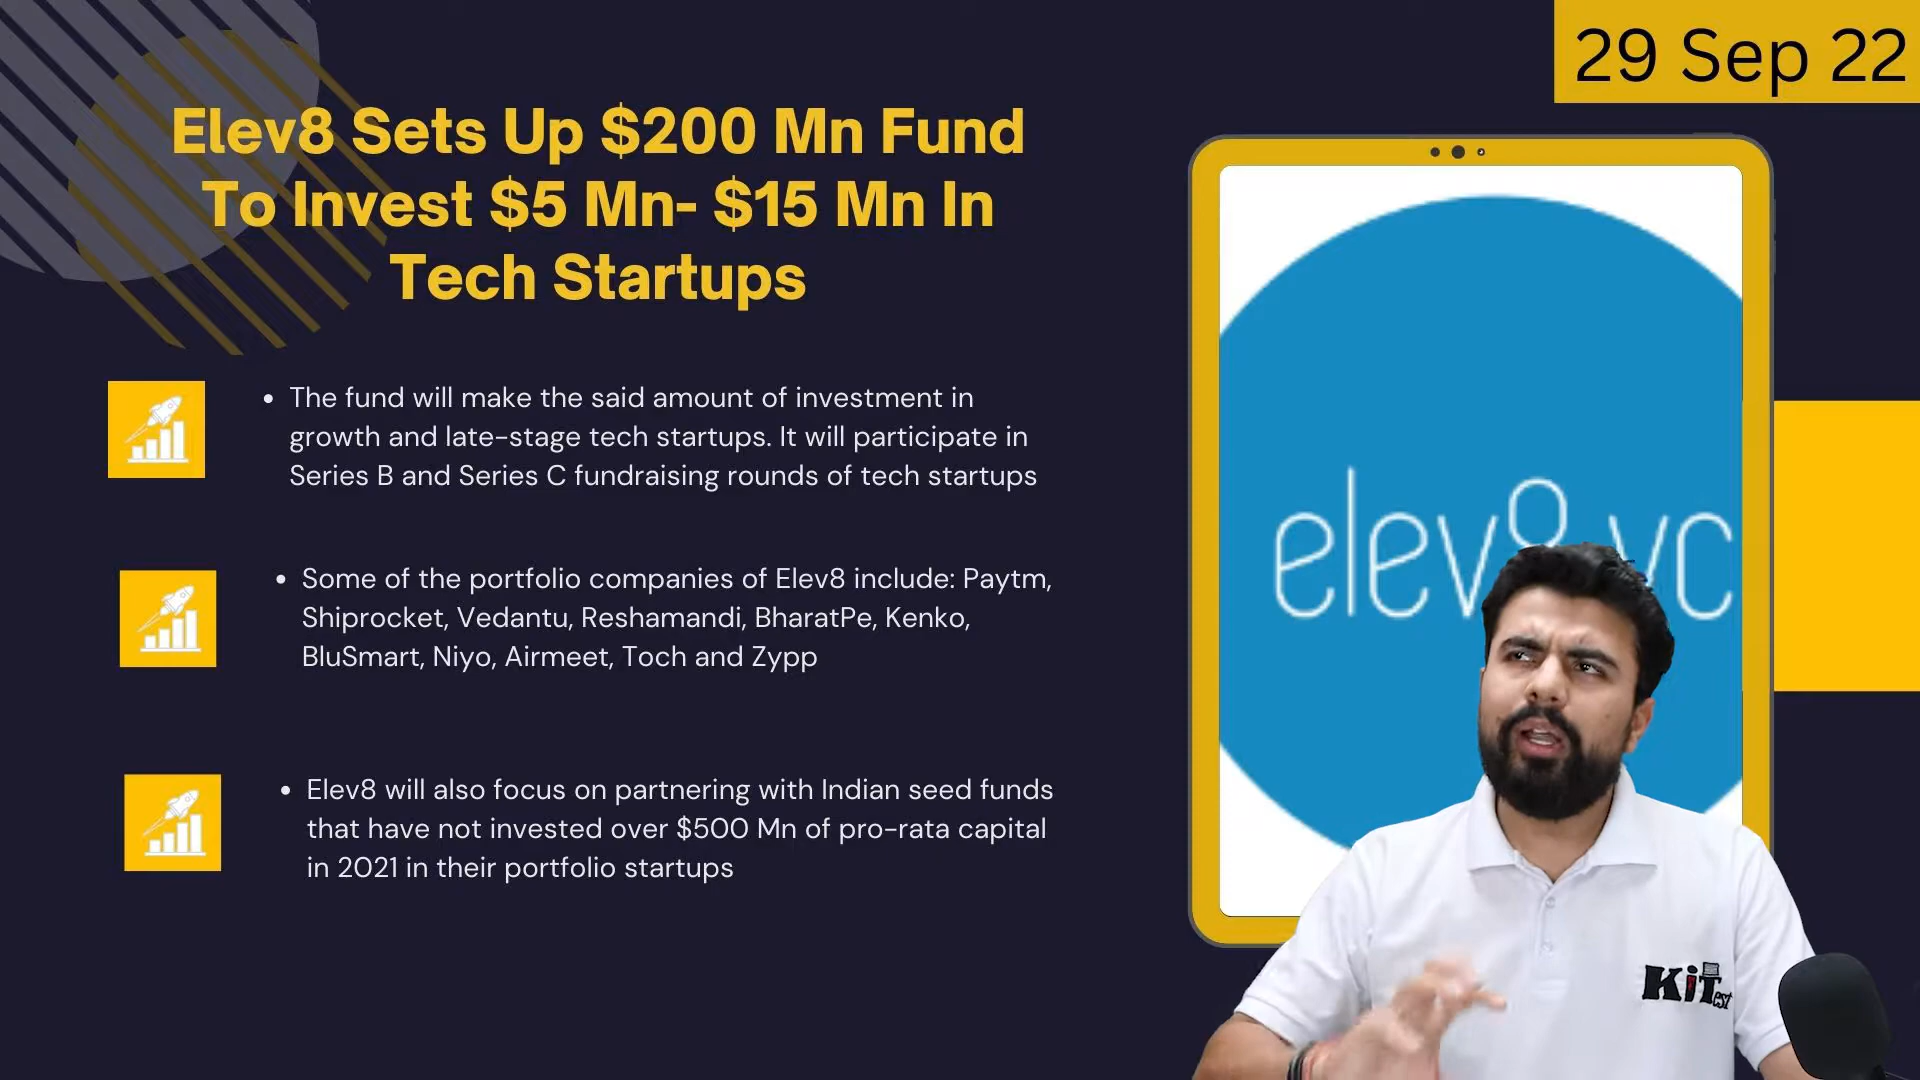 29 Sep 22
Elev8 Sets Up $200 Mn Fund
To Invest $5 Mn- $15 Mn In
Tech Startups
• The fund will make the said amount of investment in
growth and late-stage tech startups. It will participate in
Series B and Series C fundraising rounds of tech startups
• Some of the portfolio companies of Elev8 include: Paytm,
Shiprocket, Vedantu, Reshamandi, BharatPe, Kenko,
BluSmart, Niyo, Airmeet, Toch and Zypp
• Elev8 will also focus on partnering with Indian seed funds
that have not invested over $500 Mn of pro-rata capital
in 2021 in their portfolio startups
elev8.vc
KiTest